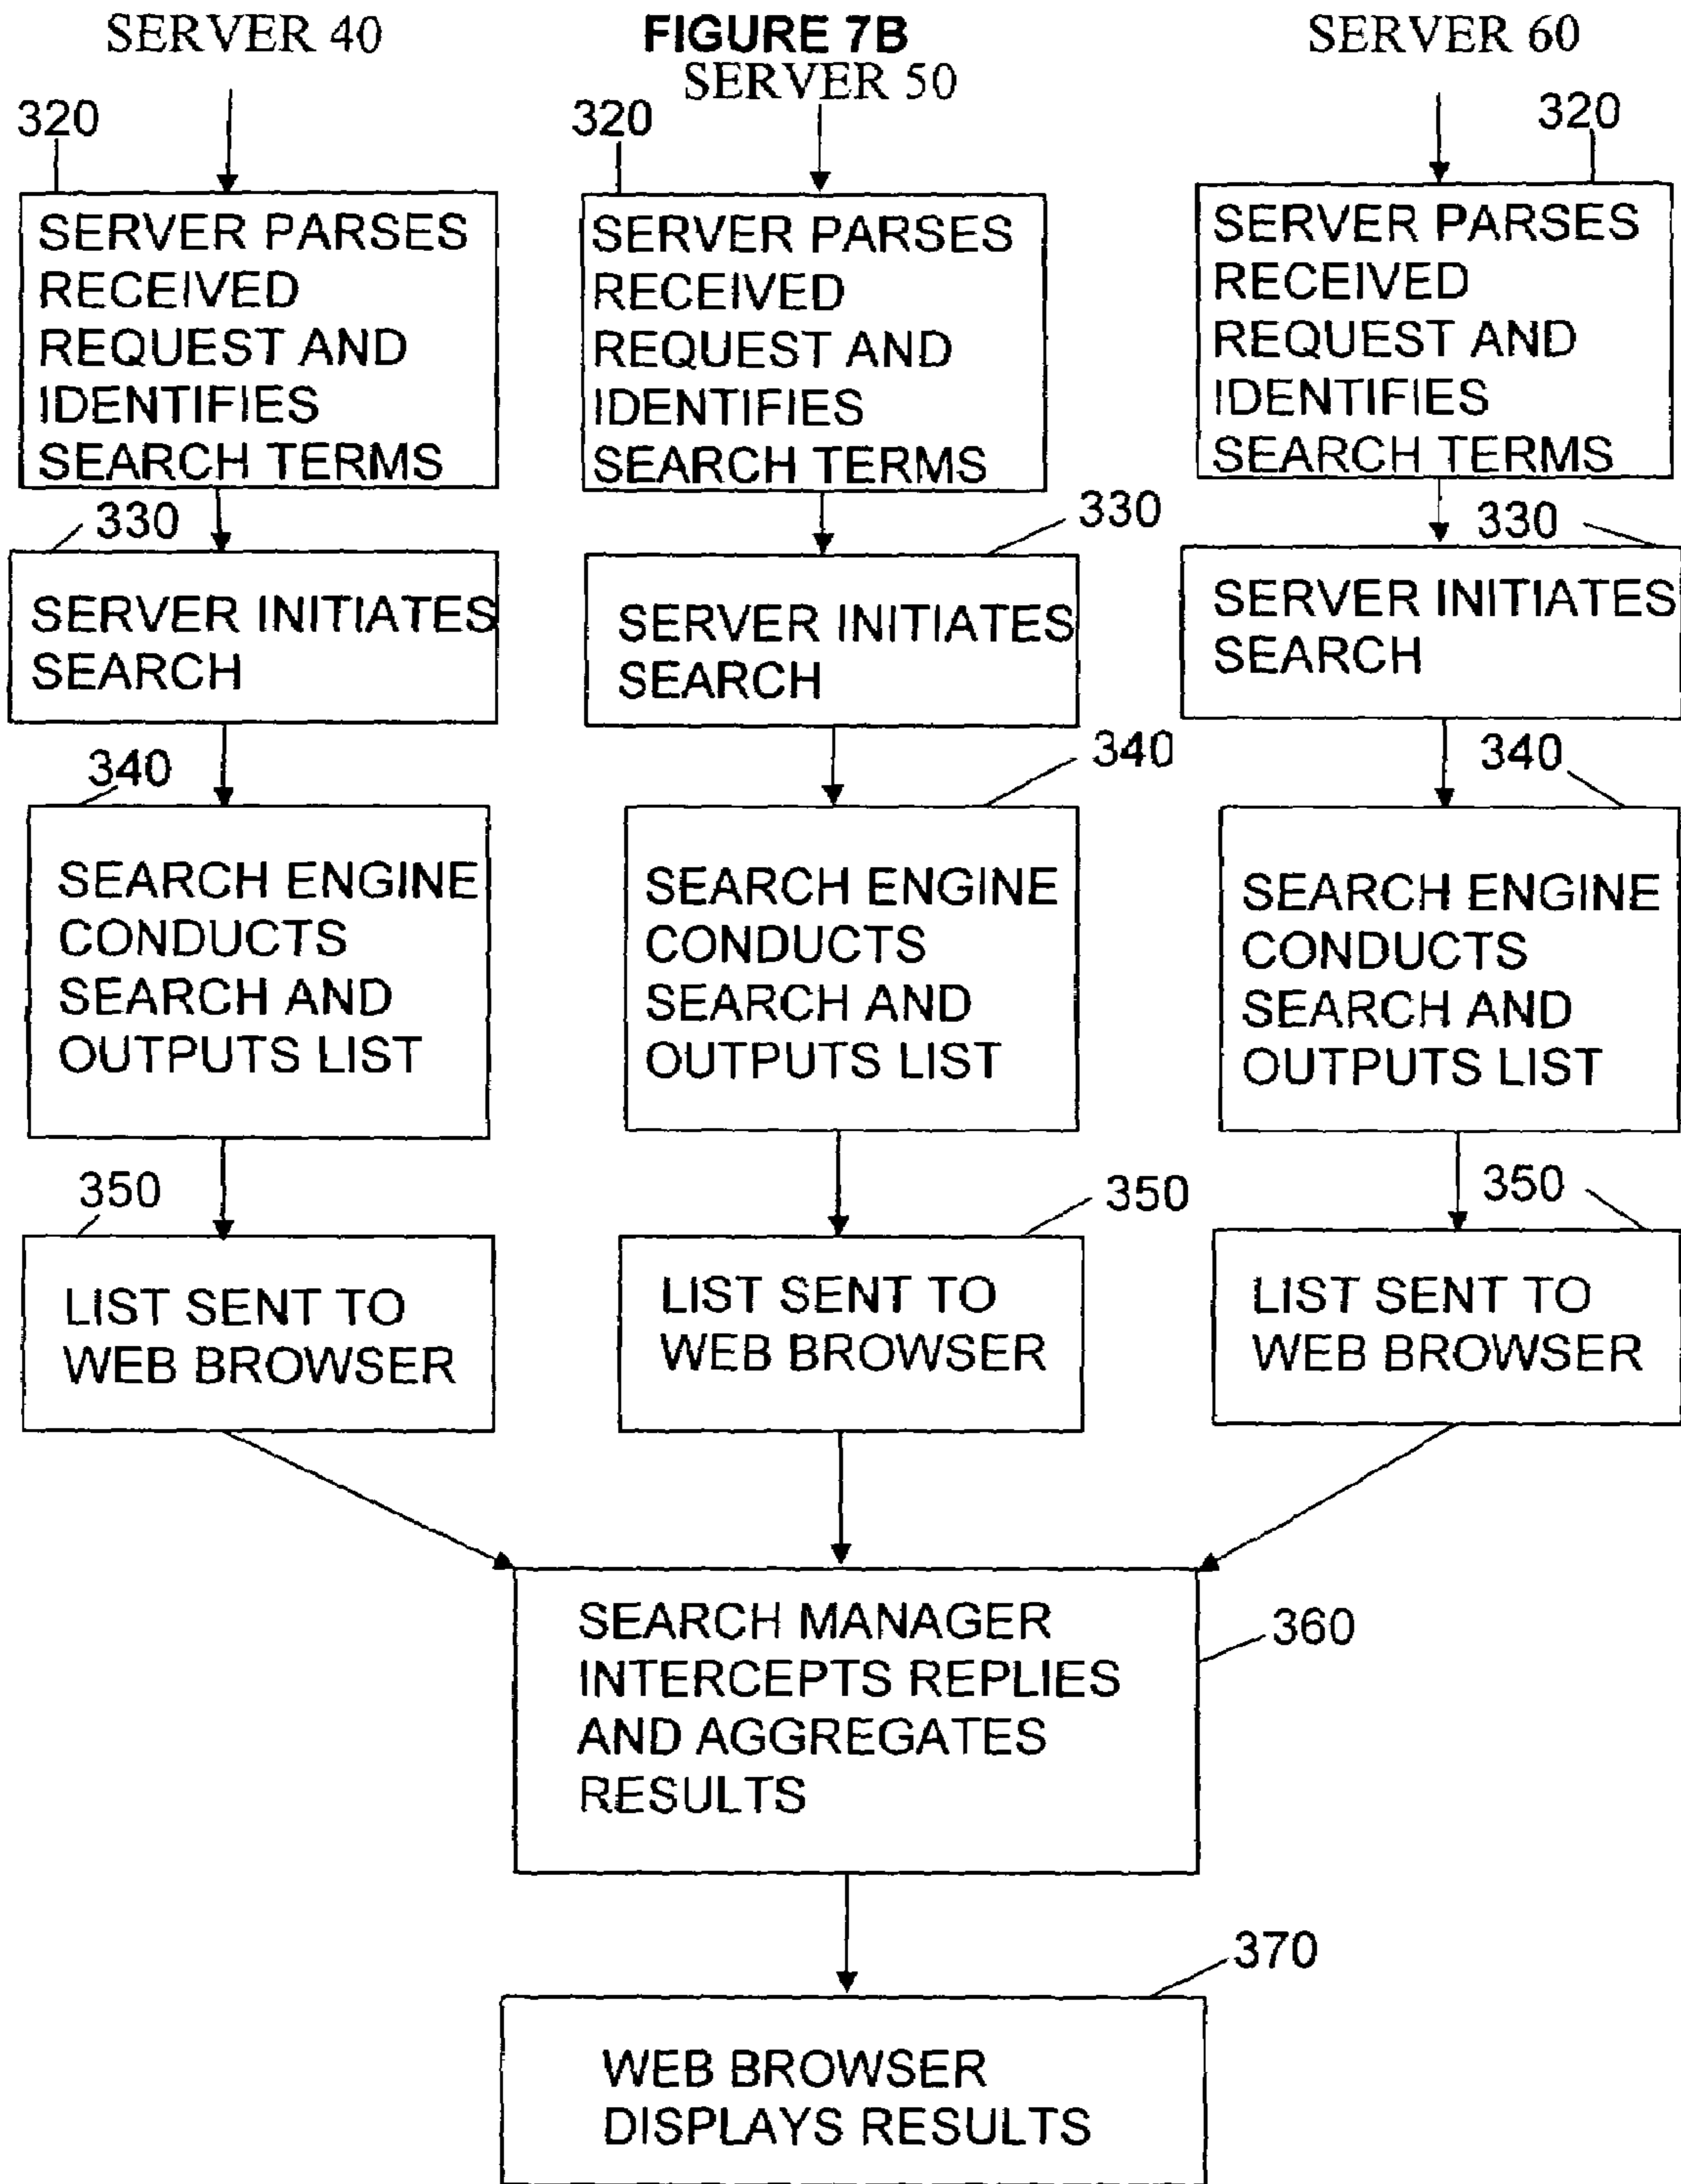 SERVER 40
FIGURE 7B
SERVER 50
SERVER 60
320
320
320
SERVER PARSES
RECEIVED
REQUEST AND
IDENTIFIES
SEARCH TERMS
SERVER PARSES
RECEIVED
REQUEST AND
IDENTIFIES
SEARCH TERMS
SERVER PARSES
RECEIVED
REQUEST AND
IDENTIFIES
SEARCH TERMS
330
330
330
SERVER INITIATES
SEARCH
SERVER INITIATES
SEARCH
SERVER INITIATES
SEARCH
340
340
340
SEARCH ENGINE
CONDUCTS
SEARCH AND
OUTPUTS LIST
SEARCH ENGINE
CONDUCTS
SEARCH AND
OUTPUTS LIST
SEARCH ENGINE
CONDUCTS
SEARCH AND
OUTPUTS LIST
350
350
350
LIST SENT TO
WEB BROWSER
LIST SENT TO
WEB BROWSER
LIST SENT TO
WEB BROWSER
SEARCH MANAGER
INTERCEPTS REPLIES
AND AGGREGATES
RESULTS
360
370
WEB BROWSER
DISPLAYS RESULTS